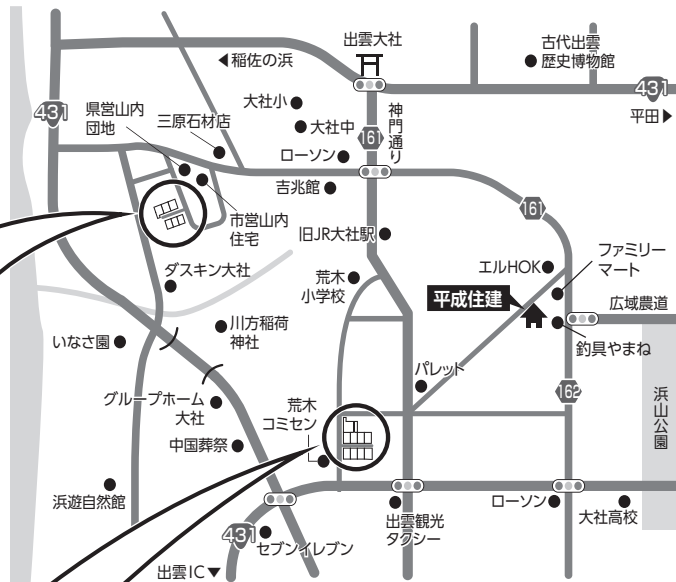 出雲大社
古代出雲
歴史博物館
◀稲佐の浜
431
平田▶
431
県営山内
団地
三原石材店
大社小
大社中
ローソン
161
神門通り
吉兆館
市営山内
住宅
旧JR大社駅
161
ダスキン大社
荒木
小学校
エルHOK
ファミリー
マート
平成住建
広域農道
釣具やまね
いなさ園
川方稲荷
神社
パレット
162
浜山公園
グループホーム
大社
荒木
コミセン
中国葬祭
浜遊自然館
431
セブンイレブン
出雲観光
タクシー
ローソン
大社高校
出雲IC▼